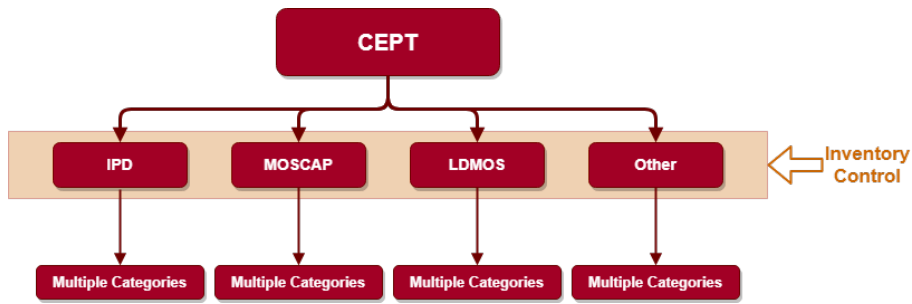 CEPT
IPD
MOSCAP
LDMOS
Other
Inventory
Control
Multiple Categories
Multiple Categories
Multiple Categories
Multiple Categories